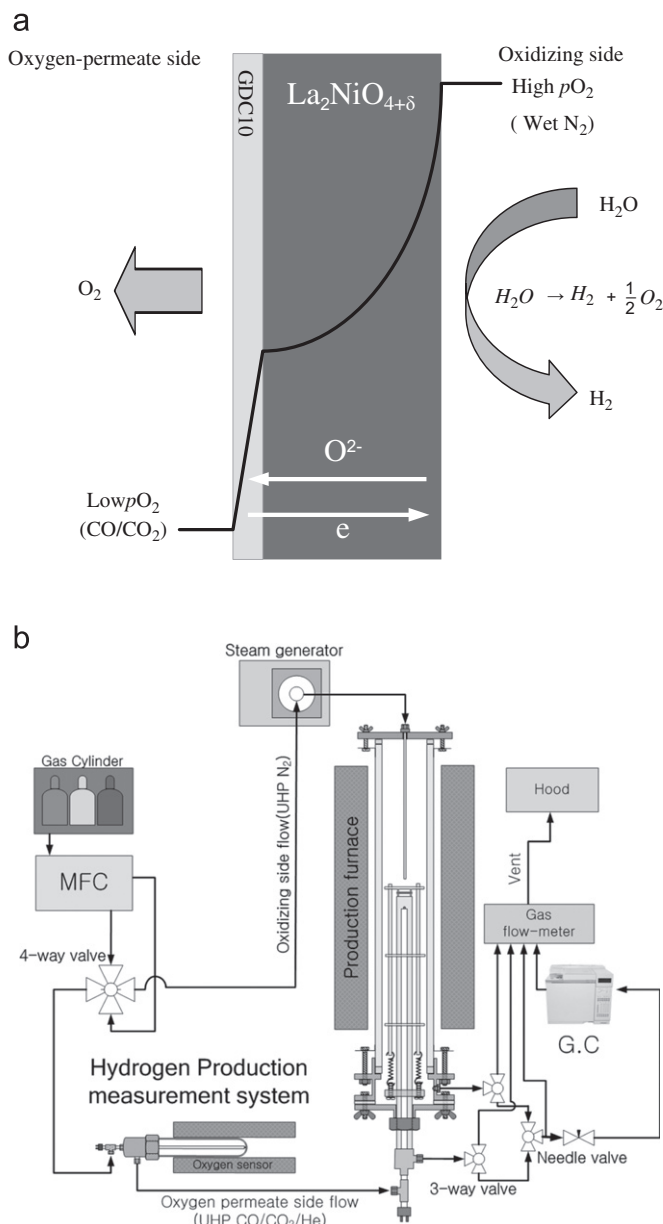 a
Oxygen-permeate side
Oxidizing side
High pO₂
( Wet N₂)
GDC10
La₂NiO₄₊δ
H₂O
O₂
H₂O → H₂ + ½ O₂
H₂
O²⁻
LowpO₂
(CO/CO₂)
e
b
Steam generator
Gas Cylinder
MFC
4-way valve
Oxidizing side flow(UHP N₂)
Production furnace
Hood
Vent
Gas
flow-meter
G.C
Hydrogen Production
measurement system
Oxygen sensor
Needle valve
3-way valve
Oxygen permeate side flow
(UHP CO/CO₂/He)